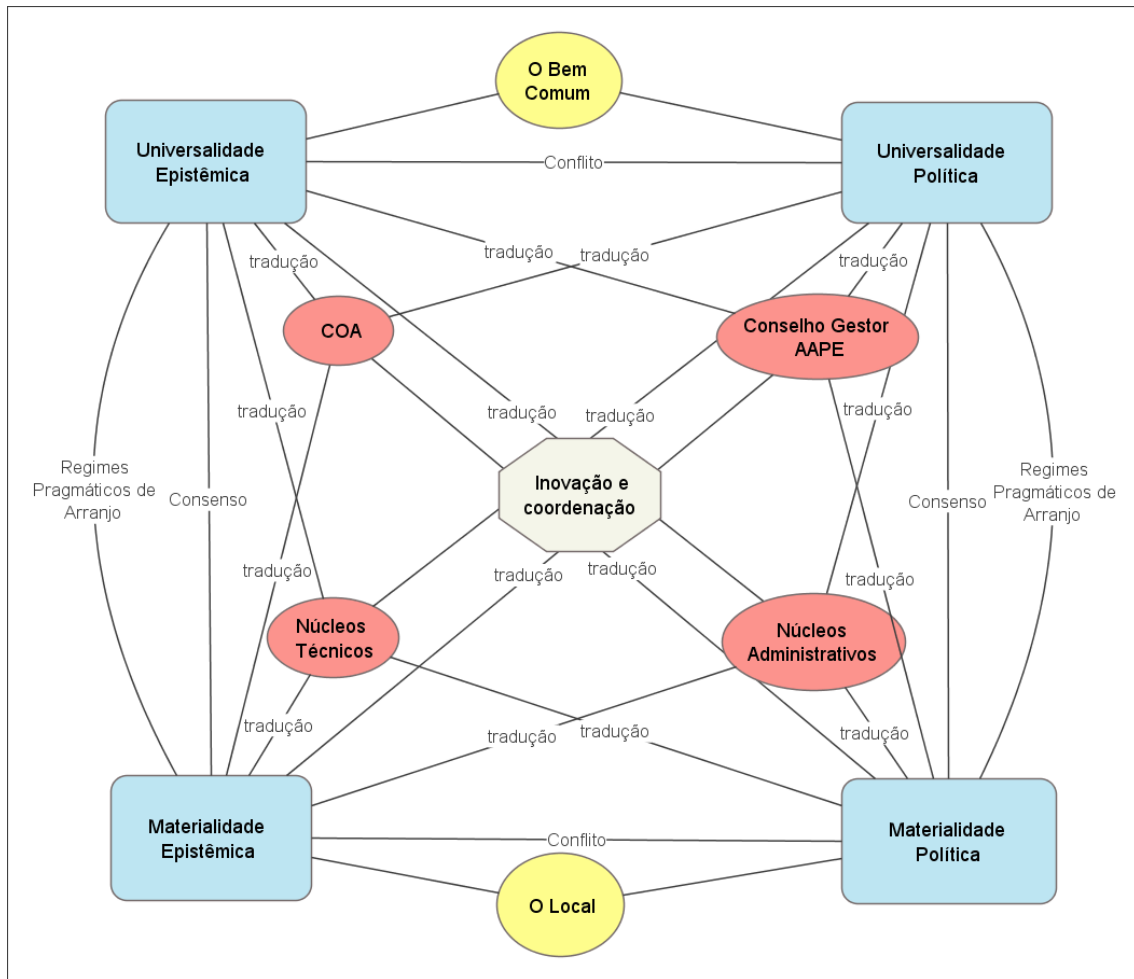 O Bem
Comum
Universalidade
Epistêmica
Universalidade
Política
Conflito
tradução
tradução
tradução
tradução
COA
Conselho Gestor
AAPE
tradução
tradução
tradução
tradução
Regimes
Pragmáticos de
Arranjo
Consenso
Inovação e
coordenação
Consenso
Regimes
Pragmáticos de
Arranjo
tradução
tradução
tradução
tradução
Núcleos
Técnicos
Núcleos
Administrativos
tradução
tradução
tradução
tradução
Materialidade
Epistêmica
Materialidade
Política
Conflito
O Local